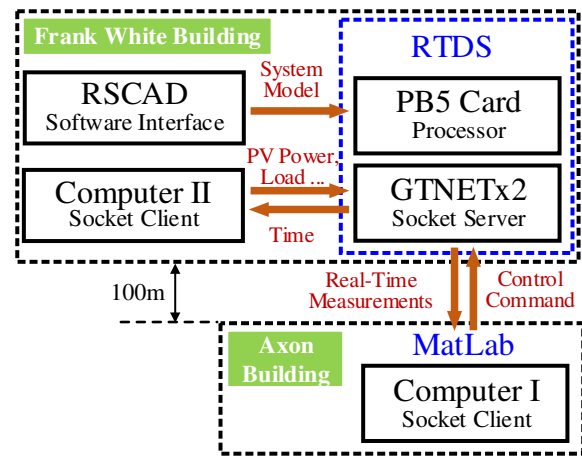 Frank White Building
RTDS
RSCAD
Software Interface
System
Model
PB5 Card
Processor
Computer II
Socket Client
PV Power,
Load ...
Time
GTNETx2
Socket Server
100m
Real-Time
Measurements
Control
Command
Axon
Building
MatLab
Computer I
Socket Client